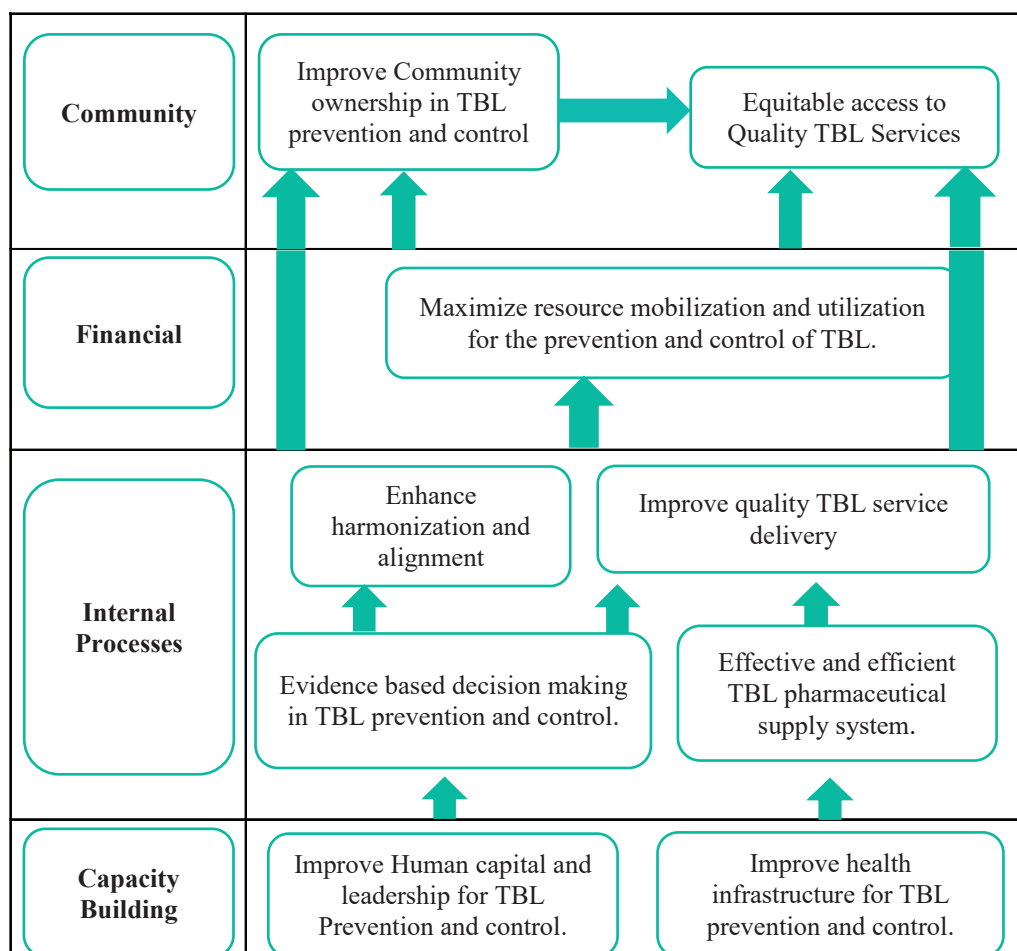 Community
Improve Community
ownership in TBL
prevention and control
Equitable access to
Quality TBL Services
Financial
Maximize resource mobilization and utilization
for the prevention and control of TBL.
Internal
Processes
Enhance
harmonization and
alignment
Improve quality TBL service
delivery
Evidence based decision making
in TBL prevention and control.
Effective and efficient
TBL pharmaceutical
supply system.
Capacity
Building
Improve Human capital and
leadership for TBL
Prevention and control.
Improve health
infrastructure for TBL
prevention and control.